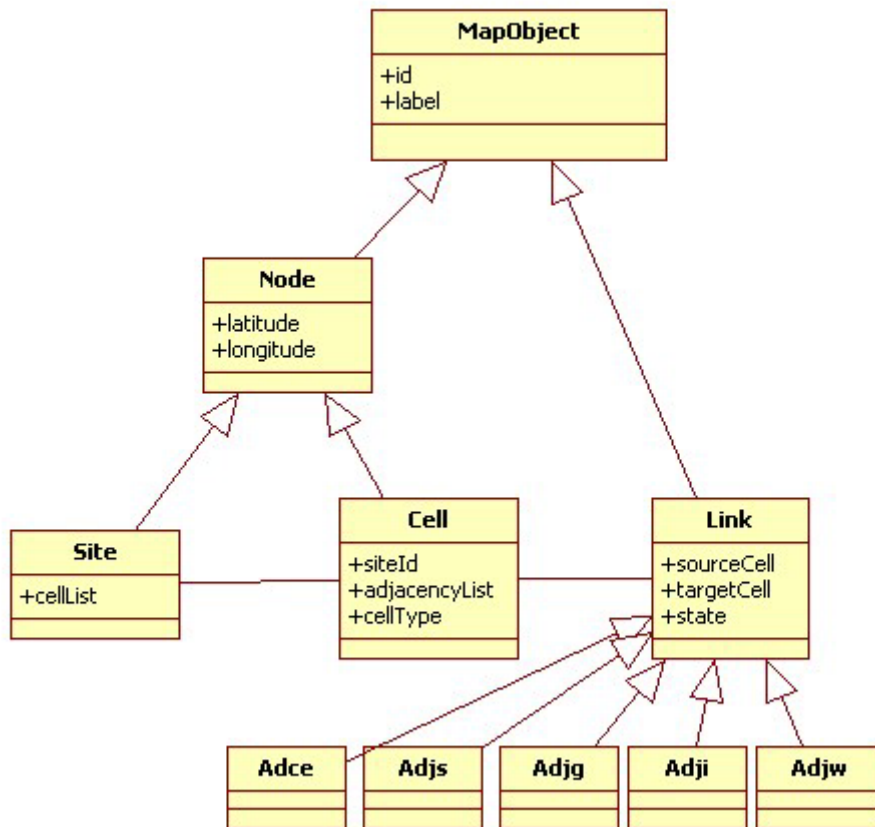 MapObject
+id
+label
Node
+latitude
+longitude
Site
+cellList
Cell
+siteId
+adjacencyList
+cellType
Link
+sourceCell
+targetCell
+state
Adce
Adjs
Adjg
Adji
Adjw